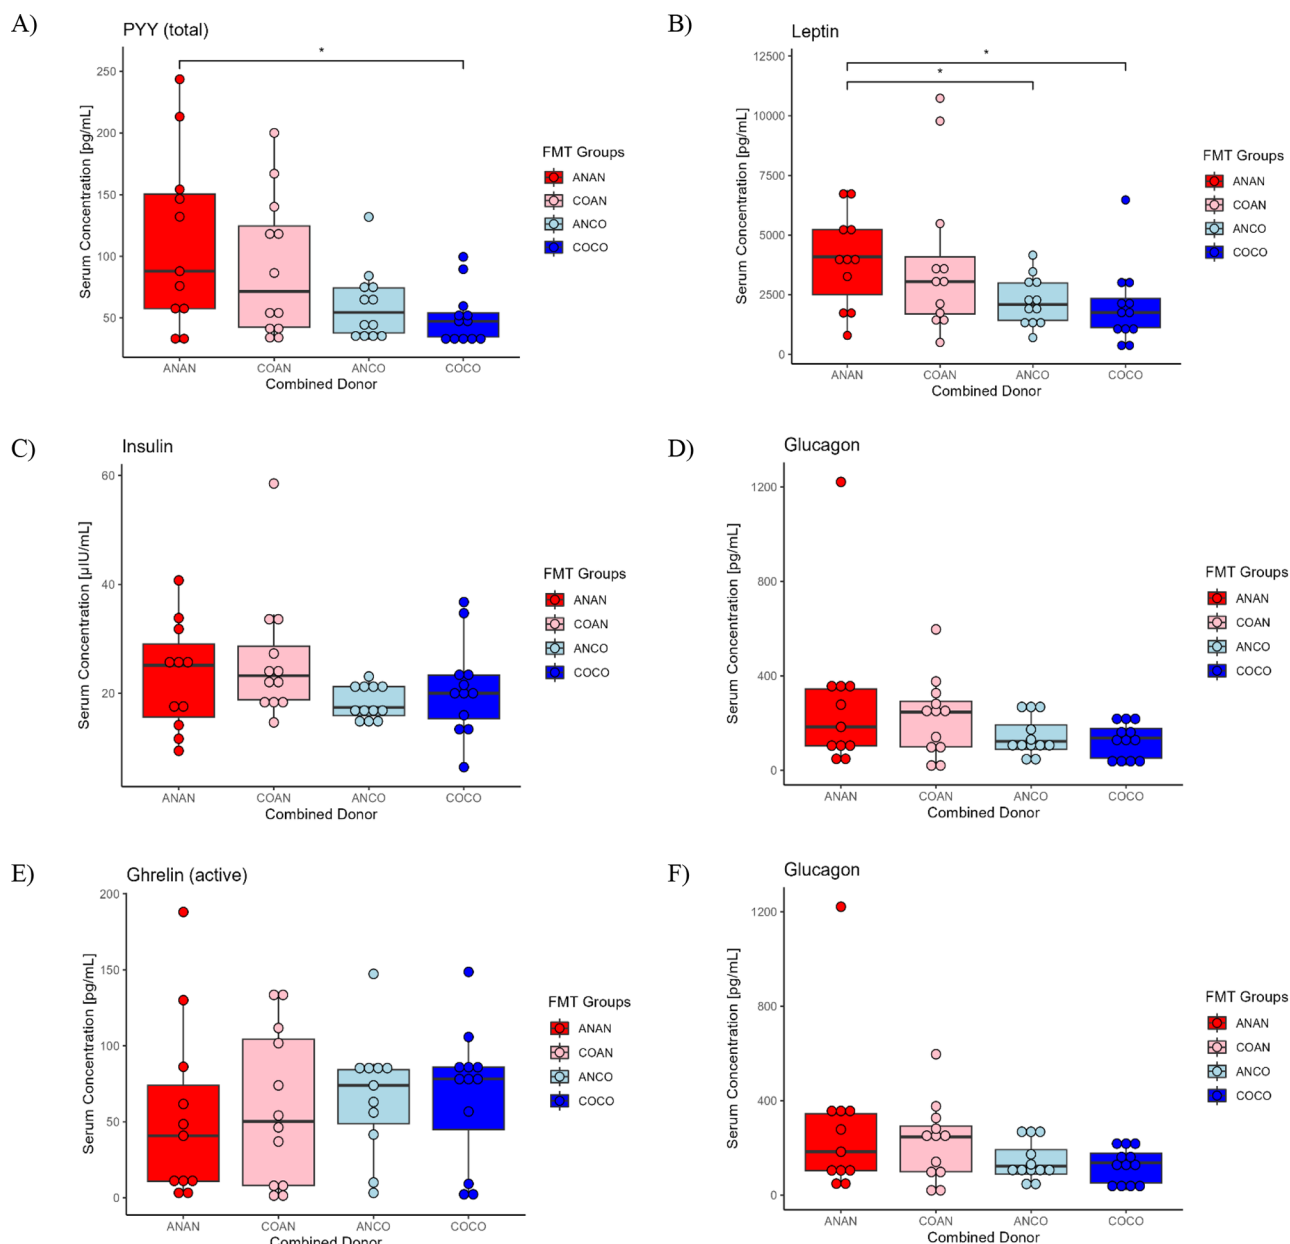 A)
PYY (total)
*
250
200
150
100
50
Serum Concentration [pg/mL]
ANAN
COAN
ANCO
COCO
Combined Donor
FMT Groups
ANAN
COAN
ANCO
COCO
B)
Leptin
*
*
12500
10000
7500
5000
2500
0
Serum Concentration [pg/mL]
ANAN
COAN
ANCO
COCO
Combined Donor
FMT Groups
ANAN
COAN
ANCO
COCO
C)
Insulin
60
40
20
Serum Concentration [µIU/mL]
ANAN
COAN
ANCO
COCO
Combined Donor
FMT Groups
ANAN
COAN
ANCO
COCO
D)
Glucagon
1200
800
400
0
Serum Concentration [pg/mL]
ANAN
COAN
ANCO
COCO
Combined Donor
FMT Groups
ANAN
COAN
ANCO
COCO
E)
Ghrelin (active)
200
150
100
50
0
Serum Concentration [pg/mL]
ANAN
COAN
ANCO
COCO
Combined Donor
FMT Groups
ANAN
COAN
ANCO
COCO
F)
Glucagon
1200
800
400
0
Serum Concentration [pg/mL]
ANAN
COAN
ANCO
COCO
Combined Donor
FMT Groups
ANAN
COAN
ANCO
COCO